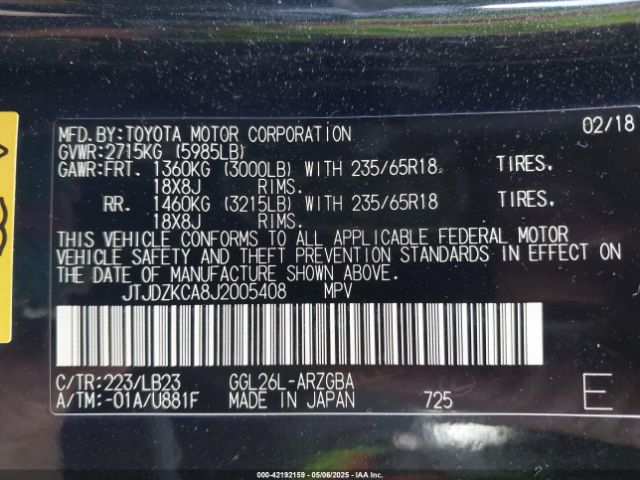 MFD.BY:TOYOTA MOTOR CORPORATION 02/18
GVWR:2715KG (5985LB)
GAWR:FRT. 1360KG (3000LB) WITH 235/65R18 TIRES.
18X8J RIMS.
RR. 1460KG (3215LB) WITH 235/65R18 TIRES.
18X8J RIMS.
THIS VEHICLE CONFORMS TO ALL APPLICABLE FEDERAL MOTOR
VEHICLE SAFETY AND THEFT PREVENTION STANDARDS IN EFFECT ON
THE DATE OF MANUFACTURE SHOWN ABOVE.
JTJDZKCA8J2005408 MPV
C/TR:223/LB23 GGL26L-ARZGBA
A/TM:-01A/U881F MADE IN JAPAN 725 E
000-42192159 - 05/06/2025 - IAA Inc.